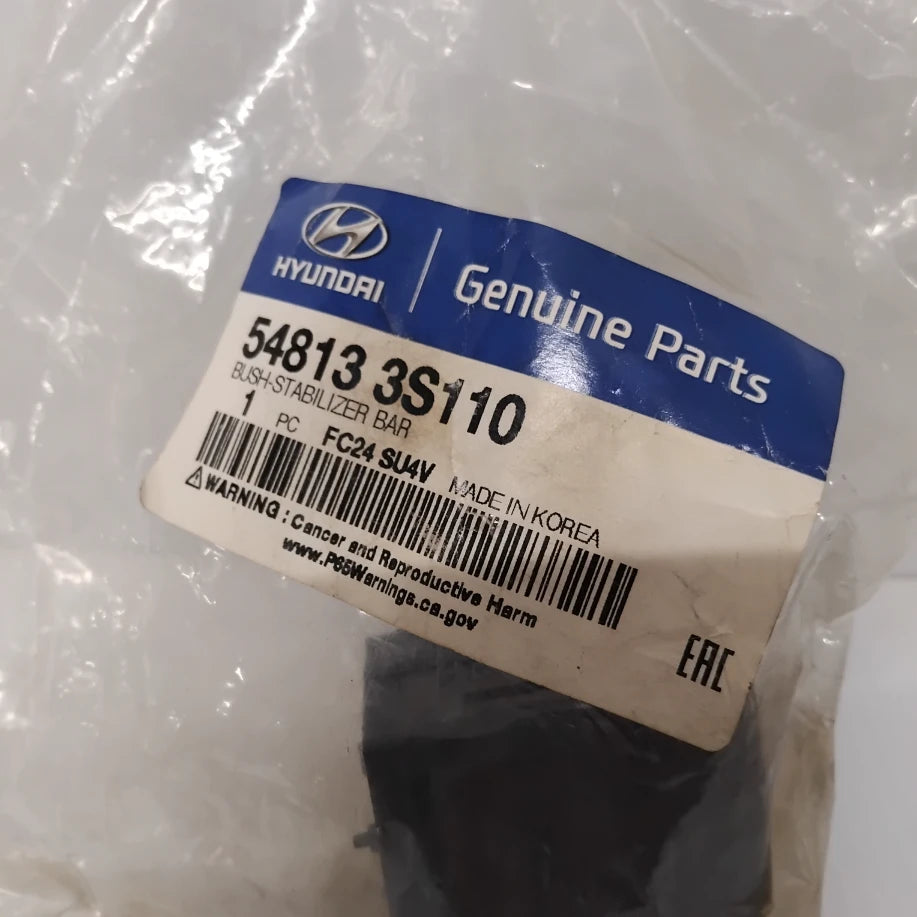 HYUNDAI
Genuine Parts
54813 3S110
BUSH-STABILIZER BAR
1 PC FC24 SU4V MADE IN KOREA
WARNING : Cancer and Reproductive Harm
www.P65Warnings.ca.gov
EAC